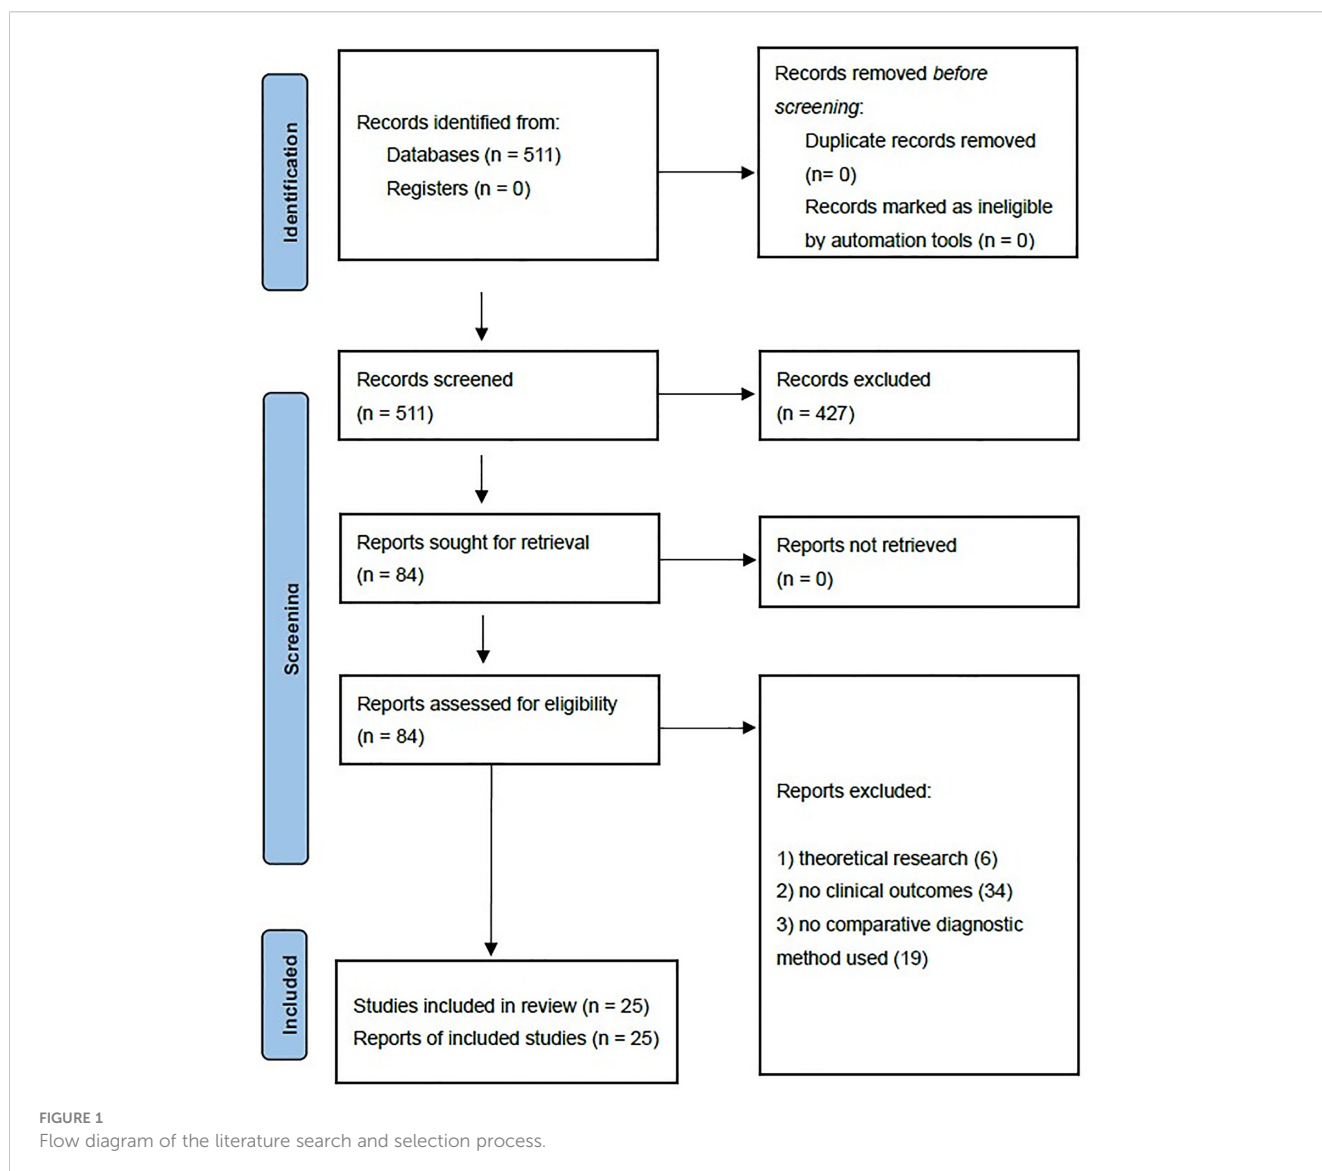 Identification
Records identified from:
Databases (n = 511)
Registers (n = 0)
Records removed before
screening:
Duplicate records removed
(n= 0)
Records marked as ineligible
by automation tools (n = 0)
Screening
Records screened
(n = 511)
Records excluded
(n = 427)
Reports sought for retrieval
(n = 84)
Reports not retrieved
(n = 0)
Reports assessed for eligibility
(n = 84)
Reports excluded:
1) theoretical research (6)
2) no clinical outcomes (34)
3) no comparative diagnostic
method used (19)
Included
Studies included in review (n = 25)
Reports of included studies (n = 25)
FIGURE 1
Flow diagram of the literature search and selection process.